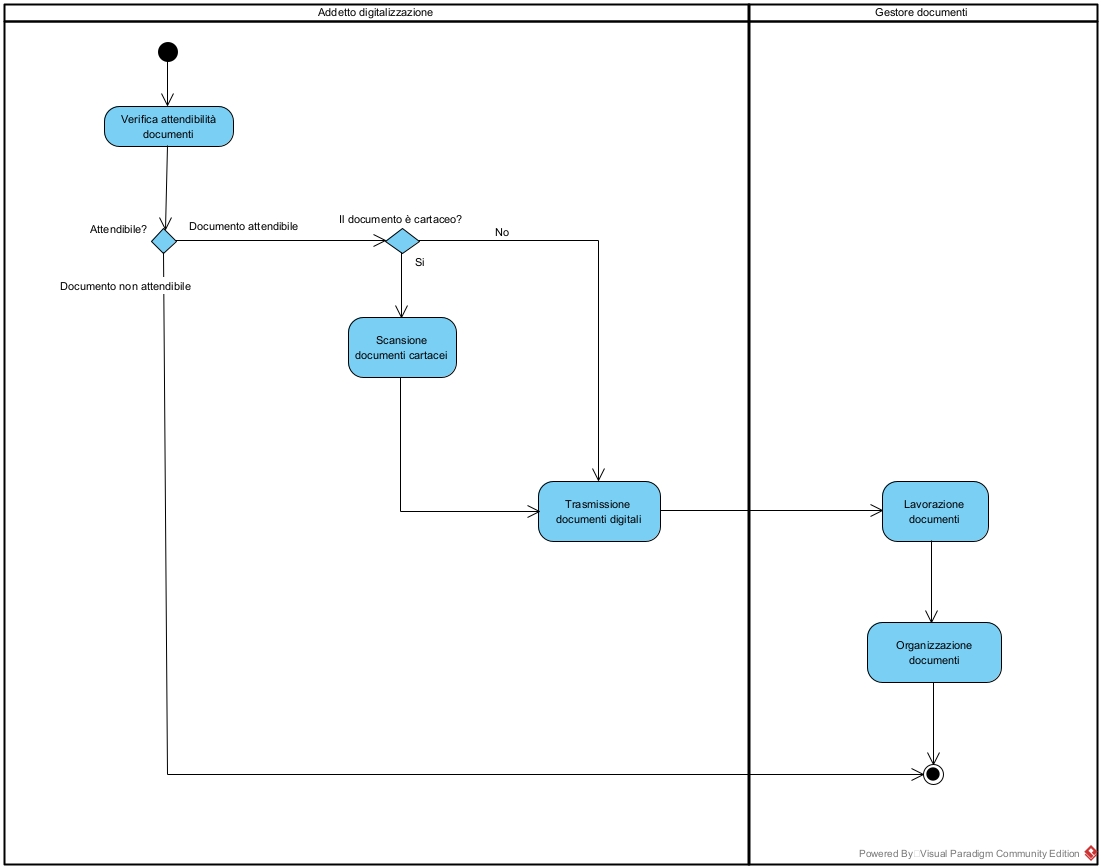 Addetto digitalizzazione
Gestore documenti
Verifica attendibilità
documenti
Attendibile?
Documento attendibile
Il documento è cartaceo?
No
Si
Documento non attendibile
Scansione
documenti cartacei
Trasmissione
documenti digitali
Lavorazione
documenti
Organizzazione
documenti
Powered By Visual Paradigm Community Edition